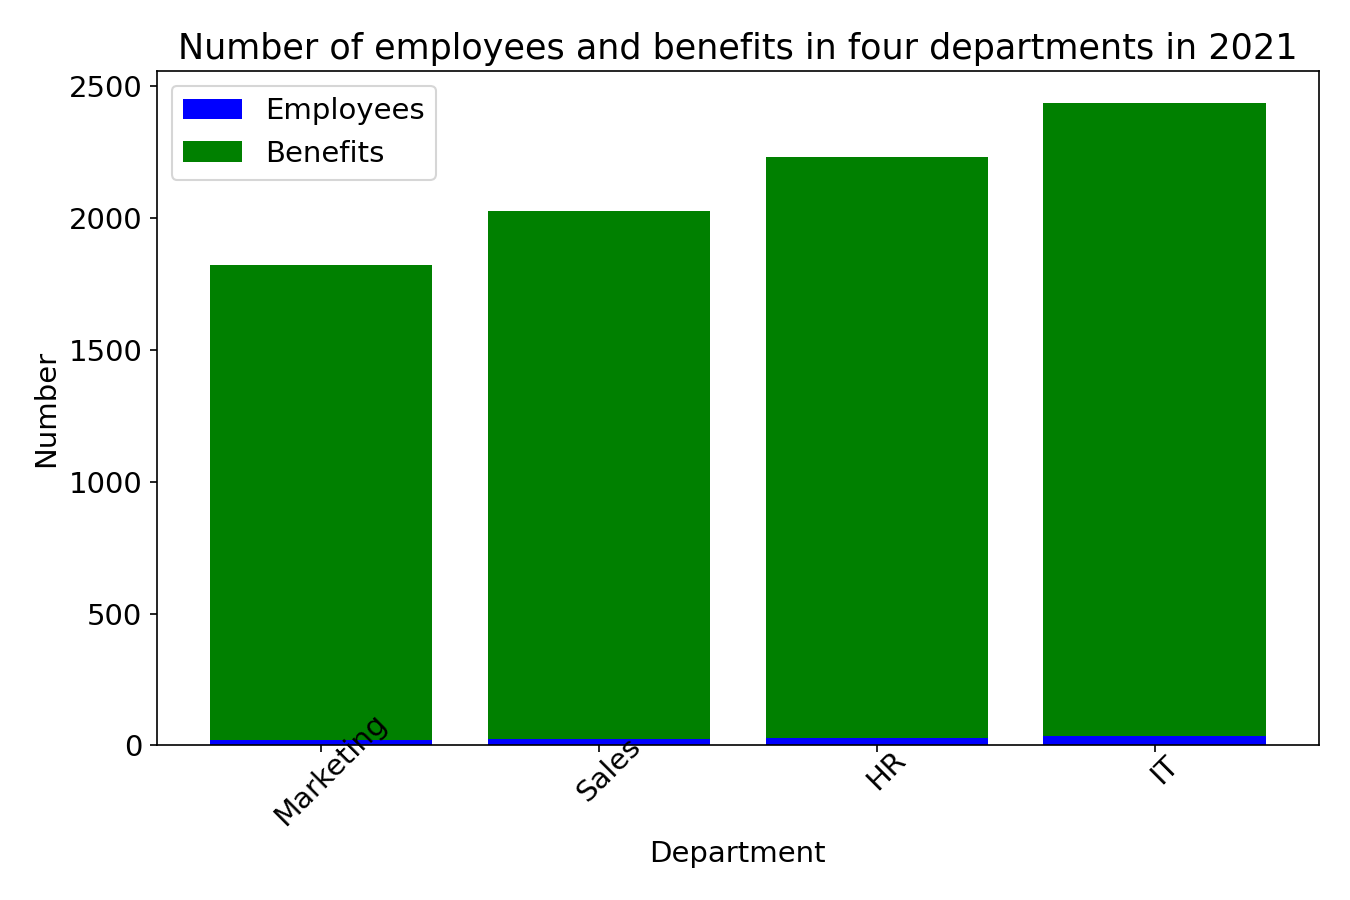 Number of employees and benefits in four departments in 2021
Employees
Benefits
2500
2000
1500
1000
500
0
Number
Marketing
Sales
HR
IT
Department